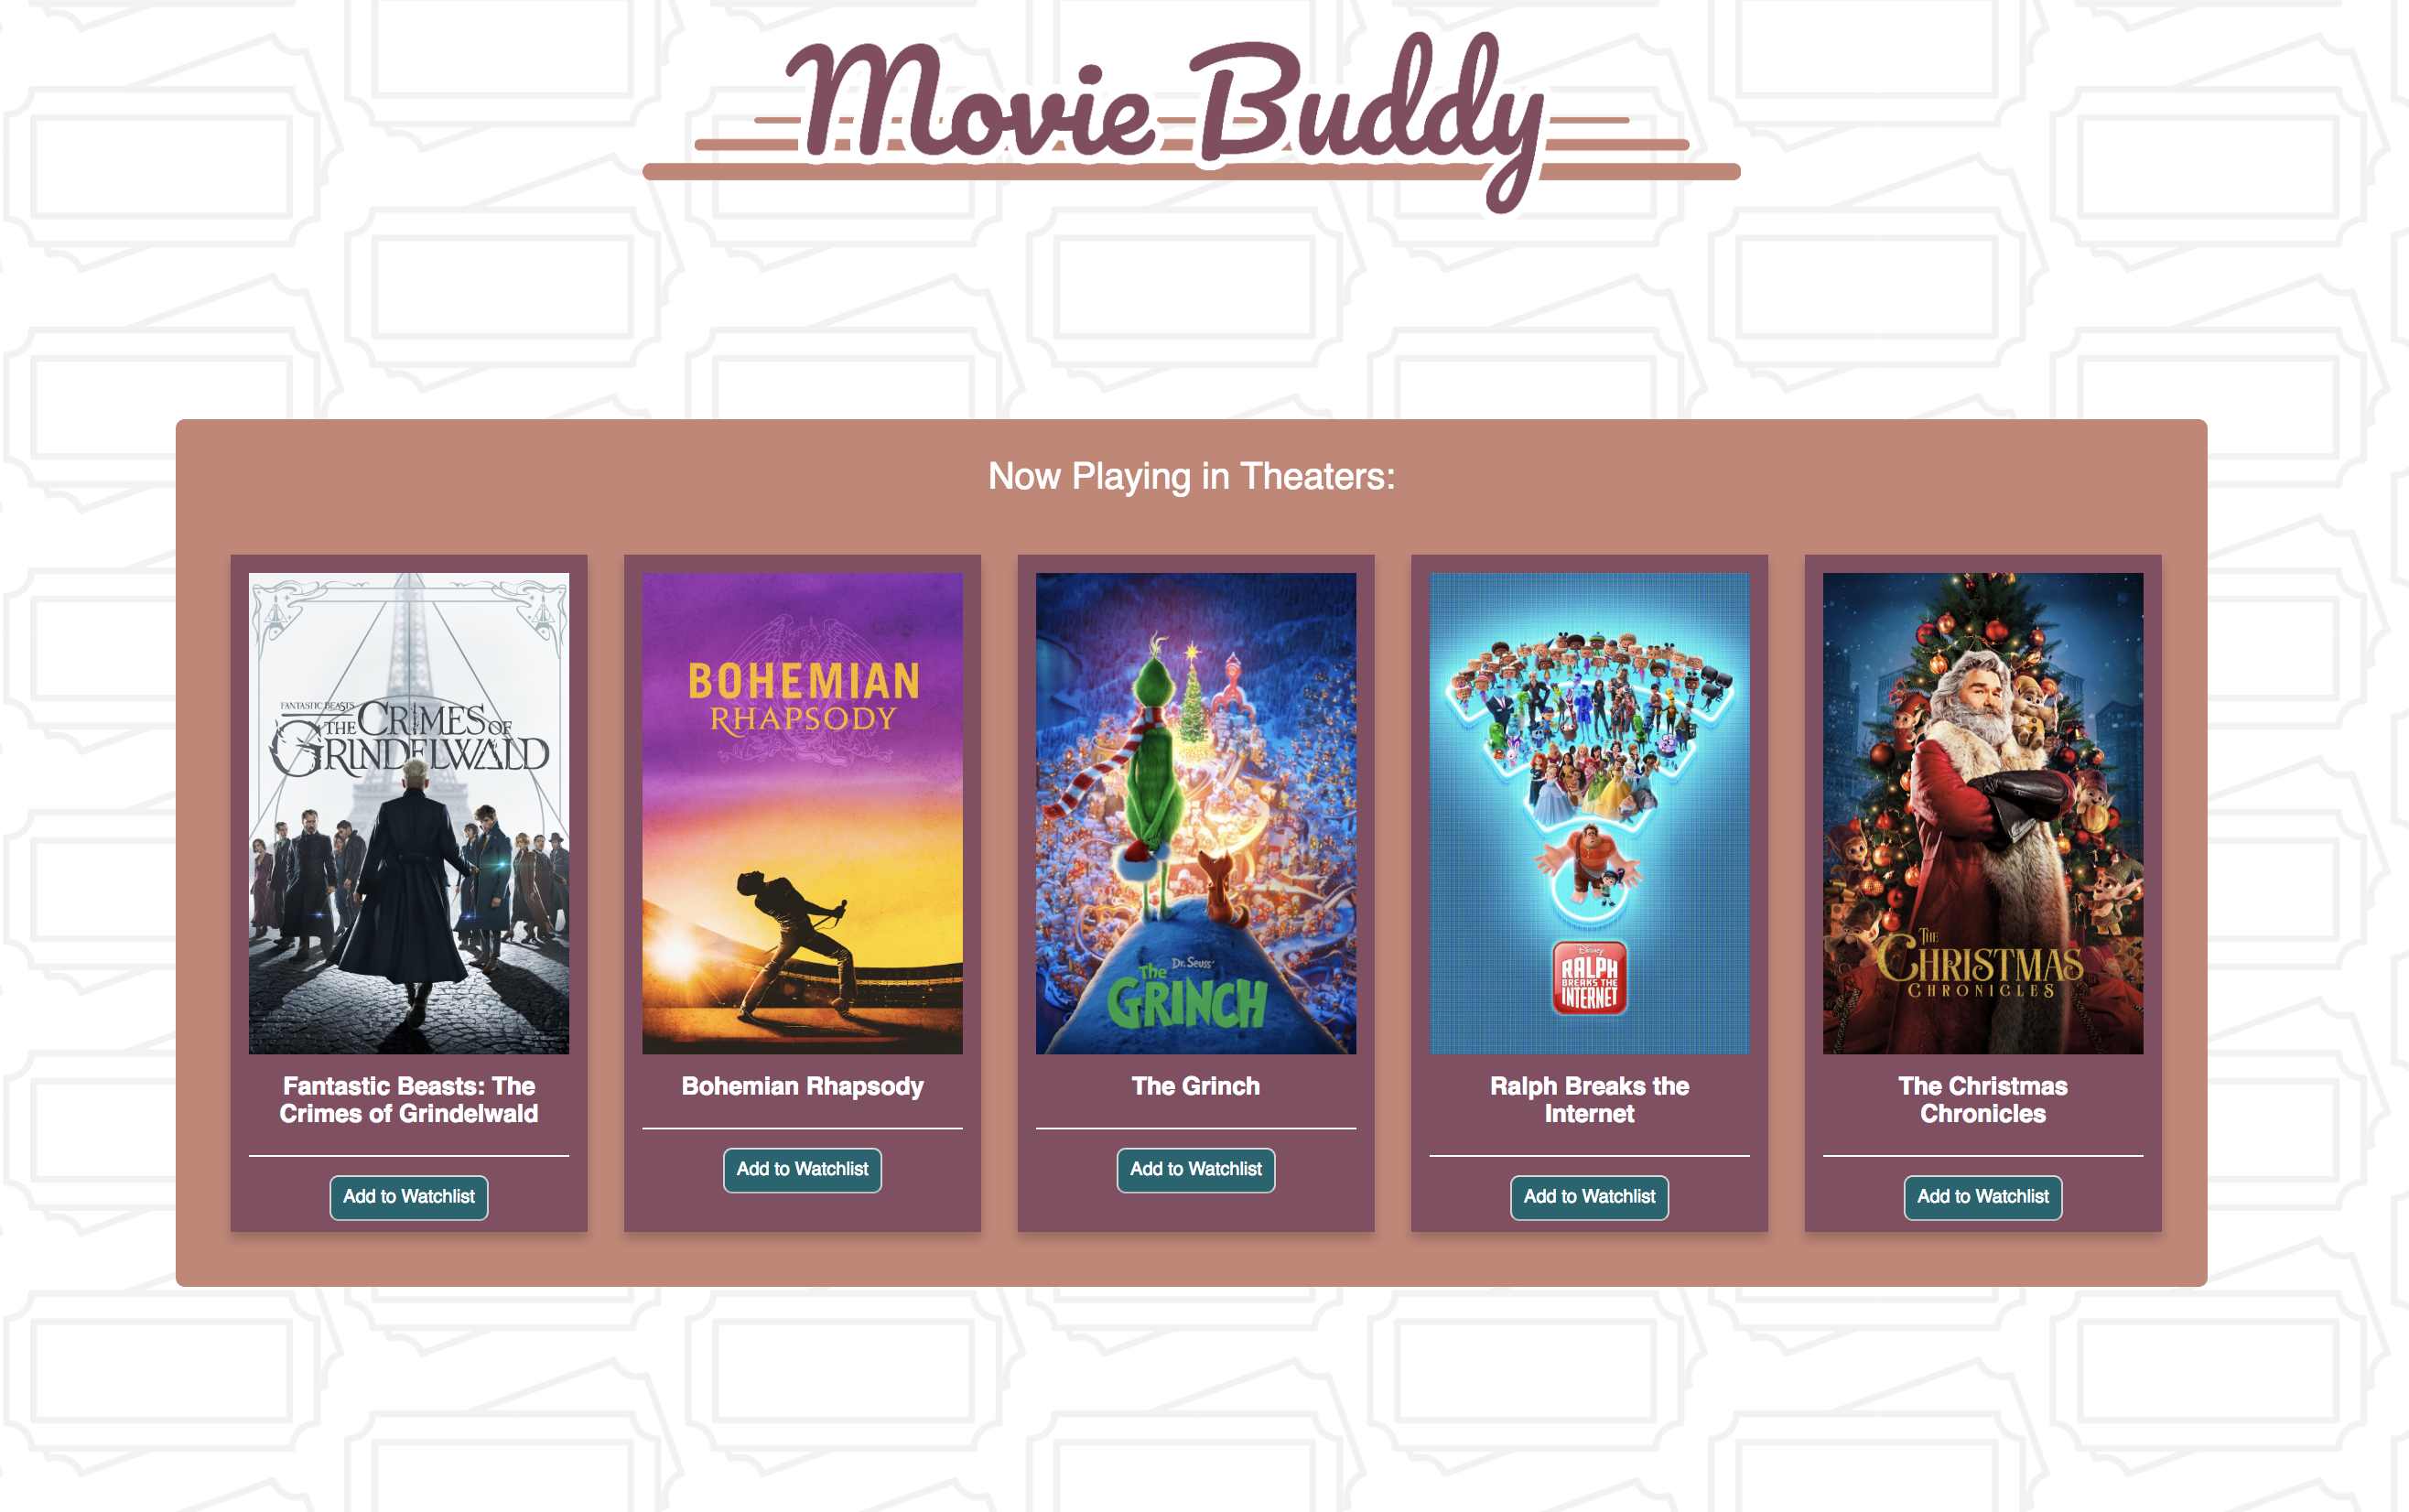 Movie Buddy
Now Playing in Theaters:
FANTASTIC BEASTS
THE CRIMES OF
GRINDELWALD
BOHEMIAN
RHAPSODY
Dr. Seuss'
The
GRINCH
Disney
RALPH
BREAKS THE
INTERNET
THE
CHRISTMAS
CHRONICLES
Fantastic Beasts: The
Crimes of Grindelwald
Add to Watchlist
Bohemian Rhapsody
Add to Watchlist
The Grinch
Add to Watchlist
Ralph Breaks the
Internet
Add to Watchlist
The Christmas
Chronicles
Add to Watchlist